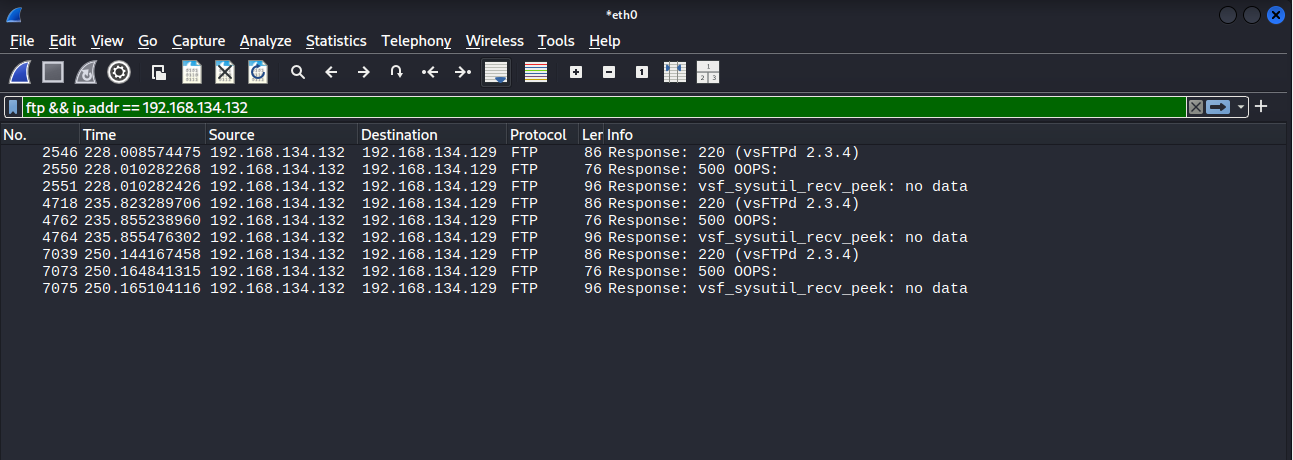 *eth0
File Edit View Go Capture Analyze Statistics Telephony Wireless Tools Help
ftp && ip.addr == 192.168.134.132
No. Time Source Destination Protocol Ler Info
2546 228.008574475 192.168.134.132 192.168.134.129 FTP 86 Response: 220 (vsFTPd 2.3.4)
2550 228.010282268 192.168.134.132 192.168.134.129 FTP 76 Response: 500 OOPS:
2551 228.010282426 192.168.134.132 192.168.134.129 FTP 96 Response: vsf_sysutil_recv_peek: no data
4718 235.823289706 192.168.134.132 192.168.134.129 FTP 86 Response: 220 (vsFTPd 2.3.4)
4762 235.855238960 192.168.134.132 192.168.134.129 FTP 76 Response: 500 OOPS:
4764 235.855476302 192.168.134.132 192.168.134.129 FTP 96 Response: vsf_sysutil_recv_peek: no data
7039 250.144167458 192.168.134.132 192.168.134.129 FTP 86 Response: 220 (vsFTPd 2.3.4)
7073 250.164841315 192.168.134.132 192.168.134.129 FTP 76 Response: 500 OOPS:
7075 250.165104116 192.168.134.132 192.168.134.129 FTP 96 Response: vsf_sysutil_recv_peek: no data